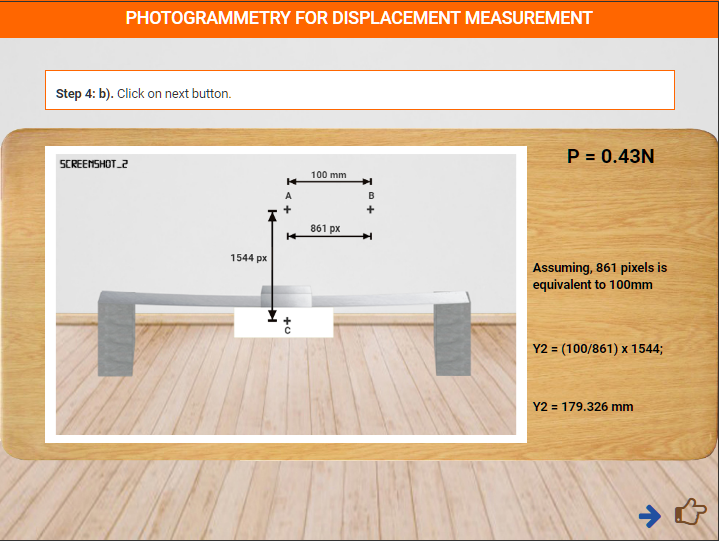 PHOTOGRAMMETRY FOR DISPLACEMENT MEASUREMENT
Step 4: b). Click on next button.
SCREENSHOT_2
P = 0.43N
100 mm
A B
861 px
1544 px
C
Assuming, 861 pixels is
equivalent to 100mm
Y2 = (100/861) x 1544;
Y2 = 179.326 mm